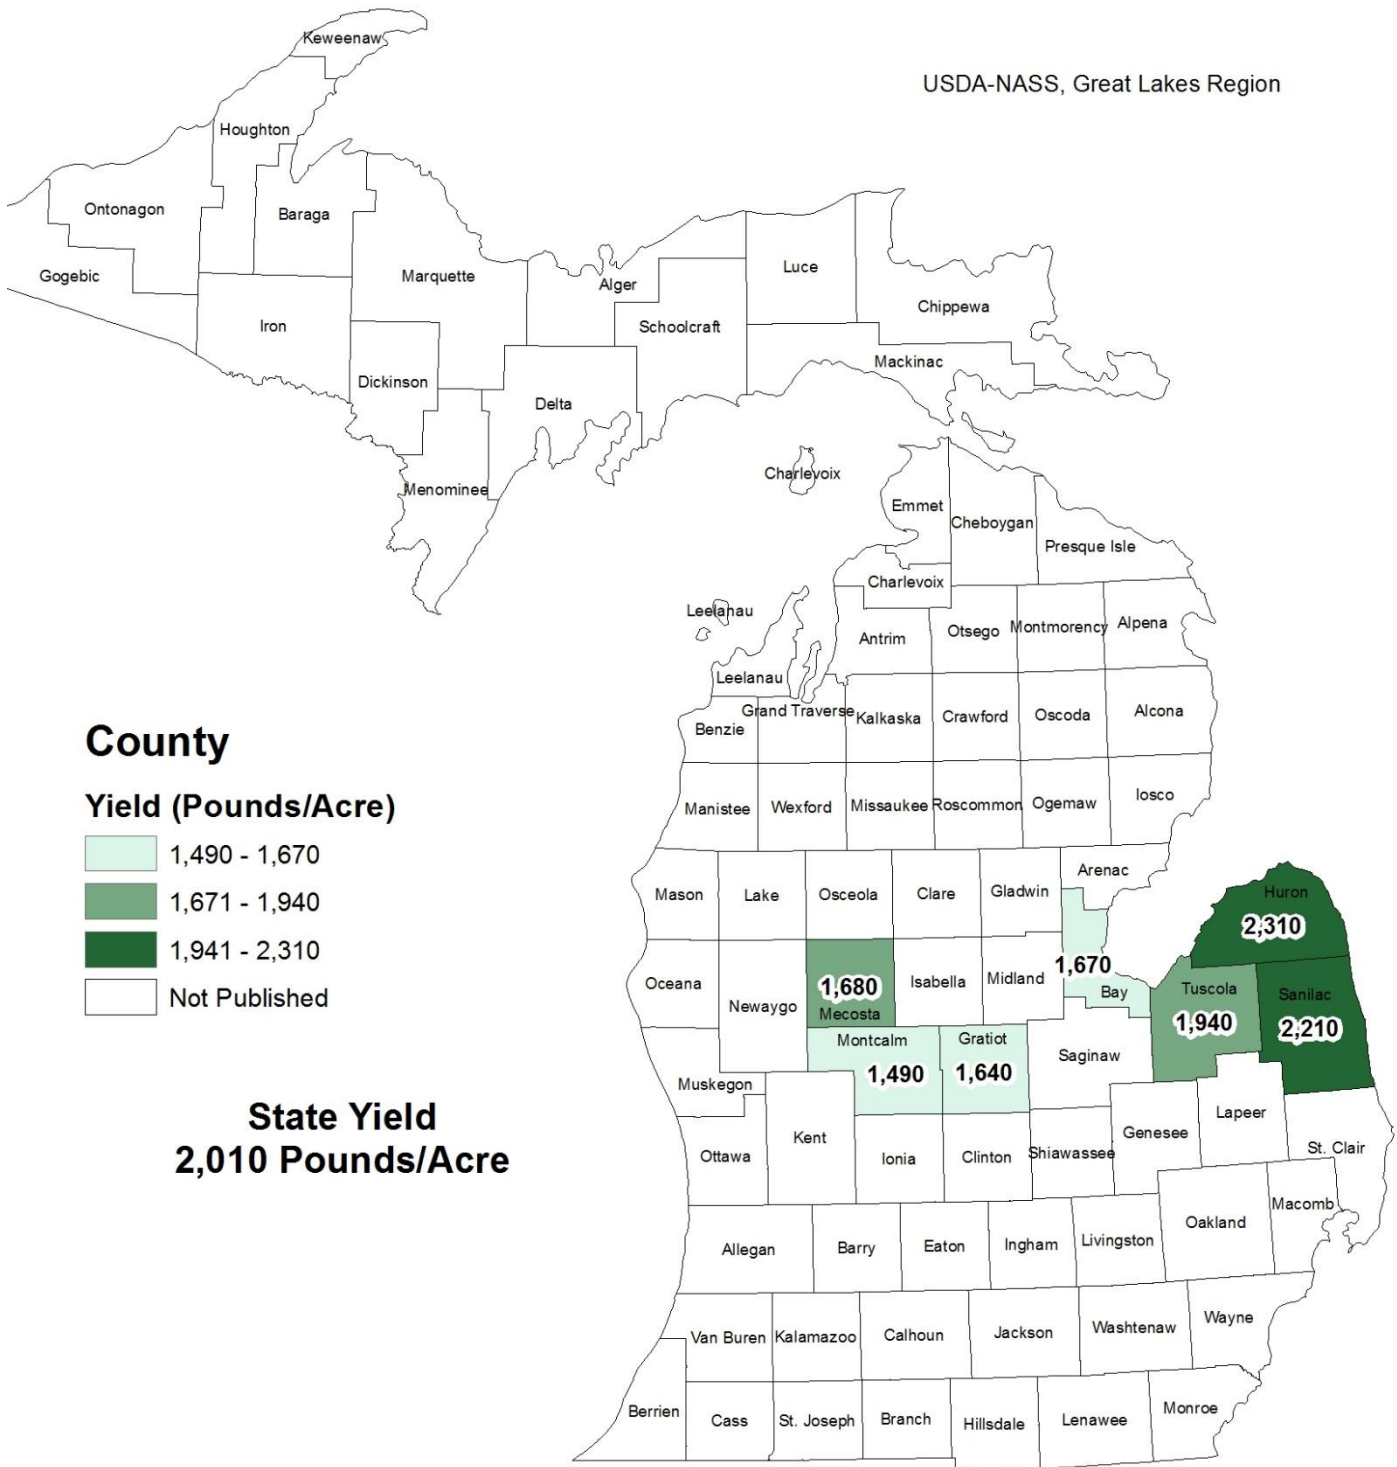 Keweenaw
USDA-NASS, Great Lakes Region
Houghton
Ontonagon
Baraga
Gogebic
Marquette
Alger
Luce
Chippewa
Iron
Schoolcraft
Mackinac
Dickinson
Delta
Menominee
Charlevoix
Emmet
Cheboygan
Presque Isle
Charlevoix
Leelanau
Antrim
Otsego
Montmorency
Alpena
Leelanau
Benzie
Grand Traverse
Kalkaska
Crawford
Oscoda
Alcona
County
Yield (Pounds/Acre)
1,490 - 1,670
1,671 - 1,940
1,941 - 2,310
Not Published
State Yield
2,010 Pounds/Acre
Manistee
Wexford
Missaukee
Roscommon
Ogemaw
Iosco
Mason
Lake
Osceola
Clare
Gladwin
Arenac
Huron
2,310
Oceana
Newaygo
1,680
Mecosta
Isabella
Midland
1,670
Bay
Tuscola
1,940
Sanilac
2,210
Muskegon
Montcalm
1,490
Gratiot
1,640
Saginaw
Ottawa
Kent
Ionia
Clinton
Shiawassee
Genesee
Lapeer
St. Clair
Allegan
Barry
Eaton
Ingham
Livingston
Oakland
Macomb
Van Buren
Kalamazoo
Calhoun
Jackson
Washtenaw
Wayne
Berrien
Cass
St. Joseph
Branch
Hillsdale
Lenawee
Monroe